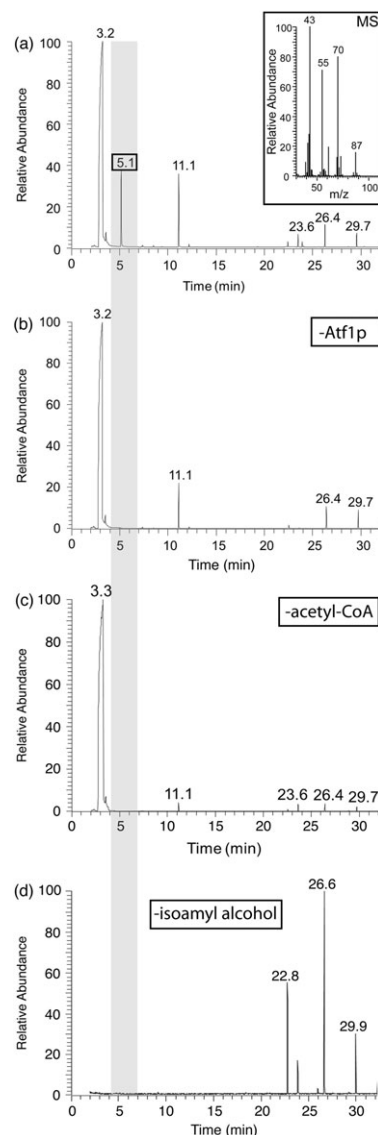 (a)
3.2
100
80
60
40
20
0
Relative Abundance
5.1
11.1
23.6
26.4
29.7
0 5 10 15 20 25 30
Time (min)
MS
43
55
70
87
100
80
60
40
20
0
Relative Abundance
50 100
m/z
(b)
3.2
-Atf1p
100
80
60
40
20
0
Relative Abundance
11.1
26.4
29.7
0 5 10 15 20 25 30
Time (min)
(c)
3.3
-acetyl-CoA
100
80
60
40
20
0
Relative Abundance
11.1
23.6 26.4 29.7
0 5 10 15 20 25 30
Time (min)
(d)
26.6
-isoamyl alcohol
100
80
60
40
20
0
Relative Abundance
22.8
29.9
0 5 10 15 20 25 30
Time (min)